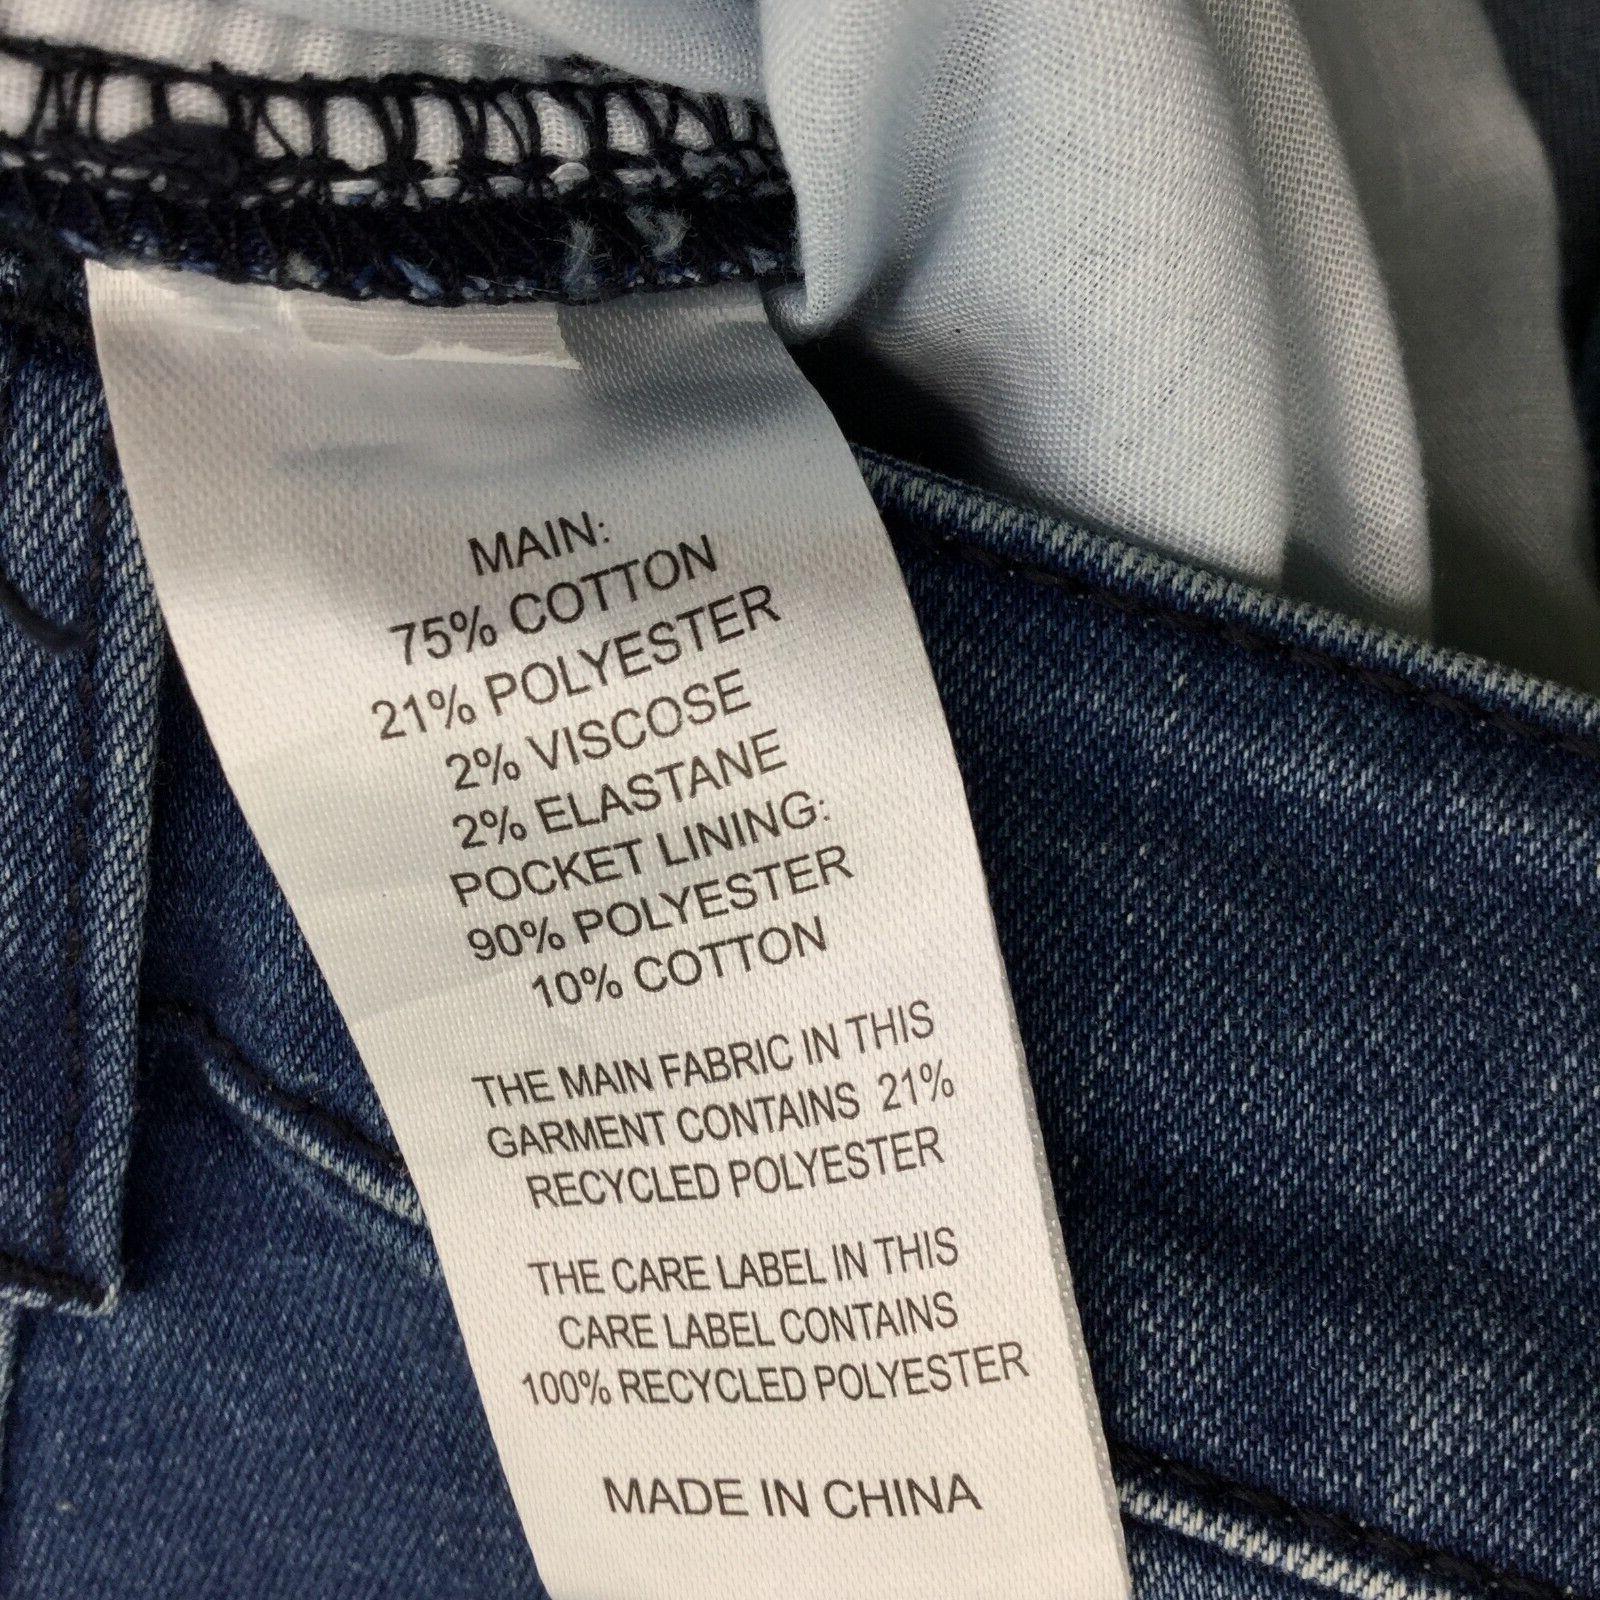 MAIN:
75% COTTON
21% POLYESTER
2% VISCOSE
2% ELASTANE
POCKET LINING:
90% POLYESTER
10% COTTON
THE MAIN FABRIC IN THIS
GARMENT CONTAINS 21%
RECYCLED POLYESTER
THE CARE LABEL IN THIS
CARE LABEL CONTAINS
100% RECYCLED POLYESTER
MADE IN CHINA